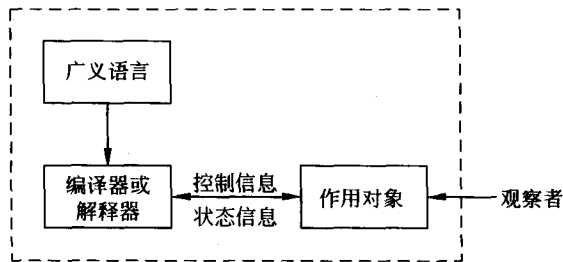 广义语言
编译器或
解释器
控制信息
状态信息
作用对象
观察者